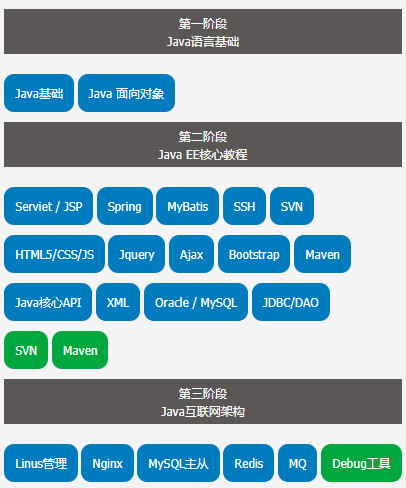 第一阶段
Java语言基础
Java基础 Java 面向对象
第二阶段
Java EE核心教程
Serviet / JSP Spring MyBatis SSH SVN
HTML5/CSS/JS Jquery Ajax Bootstrap Maven
Java核心API XML Oracle / MySQL JDBC/DAO
SVN Maven
第三阶段
Java互联网架构
Linus管理 Nginx MySQL主从 Redis MQ Debug工具